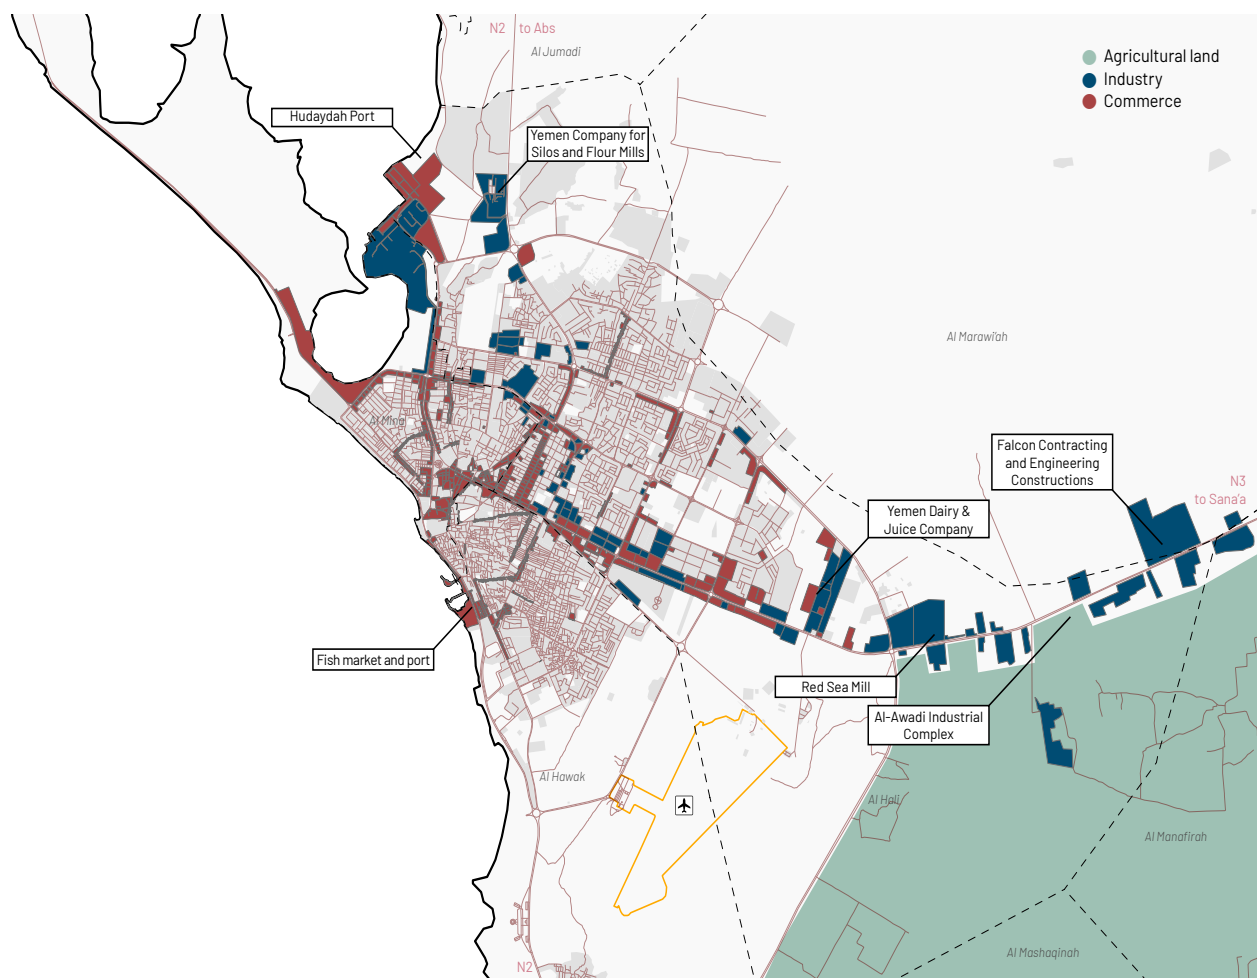 N2 to Abs
Al Jumadi
Agricultural land
Industry
Commerce
Hudaydah Port
Yemen Company for
Silos and Flour Mills
Al Marawi'ah
Al Mina
Falcon Contracting
and Engineering
Constructions
N3
to Sana'a
Yemen Dairy &
Juice Company
Fish market and port
Red Sea Mill
Al-Awadi Industrial
Complex
Al Hawak
Al Hali
Al Manafirah
Al Mashaqinah
N2